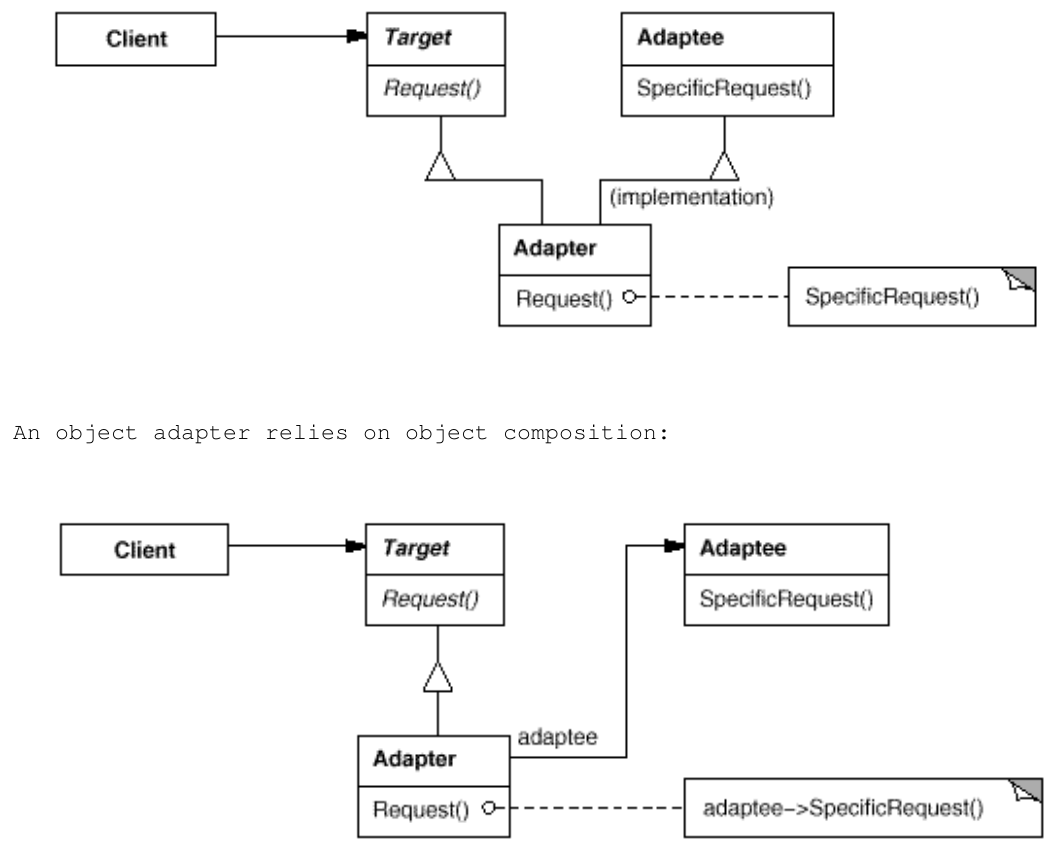 Client
Target
Adaptee
Request()
SpecificRequest()
(implementation)
Adapter
Request()
SpecificRequest()
An object adapter relies on object composition:
Client
Target
Adaptee
Request()
SpecificRequest()
adaptee
Adapter
Request()
adaptee–>SpecificRequest()